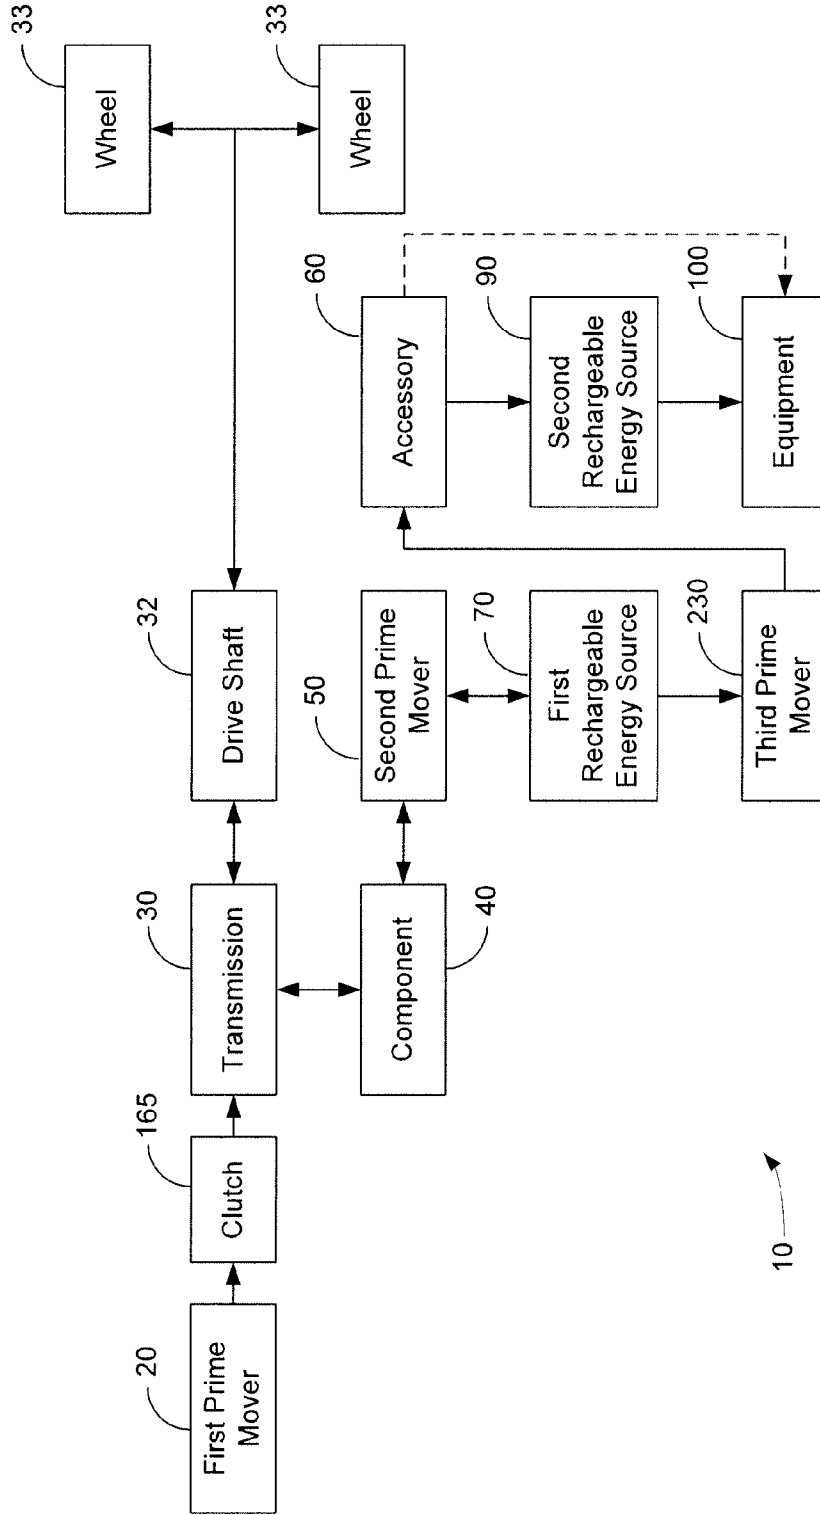 20
First Prime
Mover
165
Clutch
30
Transmission
32
Drive Shaft
33
Wheel
33
Wheel
40
Component
50
Second Prime
Mover
60
Accessory
70
First
Rechargeable
Energy Source
90
Second
Rechargeable
Energy Source
230
Third Prime
Mover
100
Equipment
10